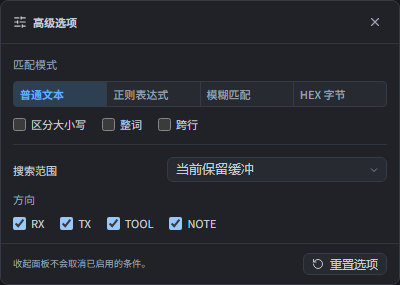 高级选项
匹配模式
普通文本 正则表达式 模糊匹配 HEX 字节
区分大小写 整词 跨行
搜索范围 当前保留缓冲
方向
RX TX TOOL NOTE
收起面板不会取消已启用的条件。 重置选项